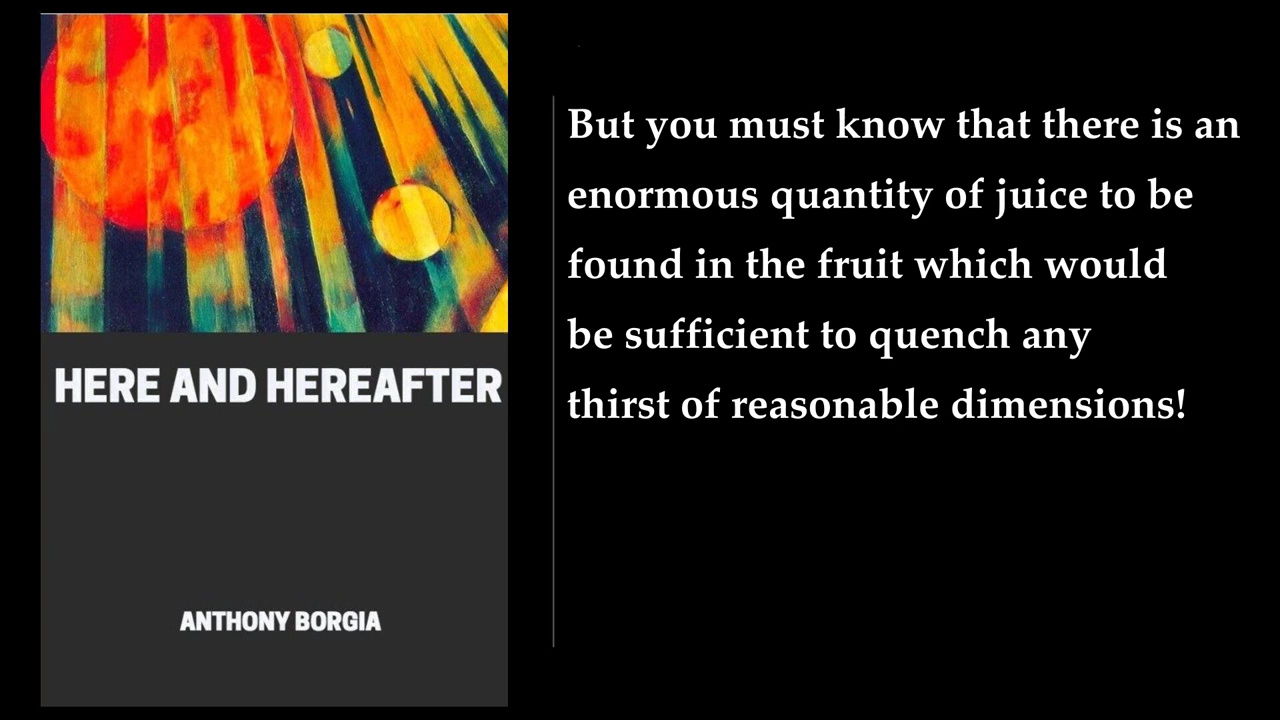 HERE AND HEREAFTER
ANTHONY BORGIA
But you must know that there is an
enormous quantity of juice to be
found in the fruit which would
be sufficient to quench any
thirst of reasonable dimensions!